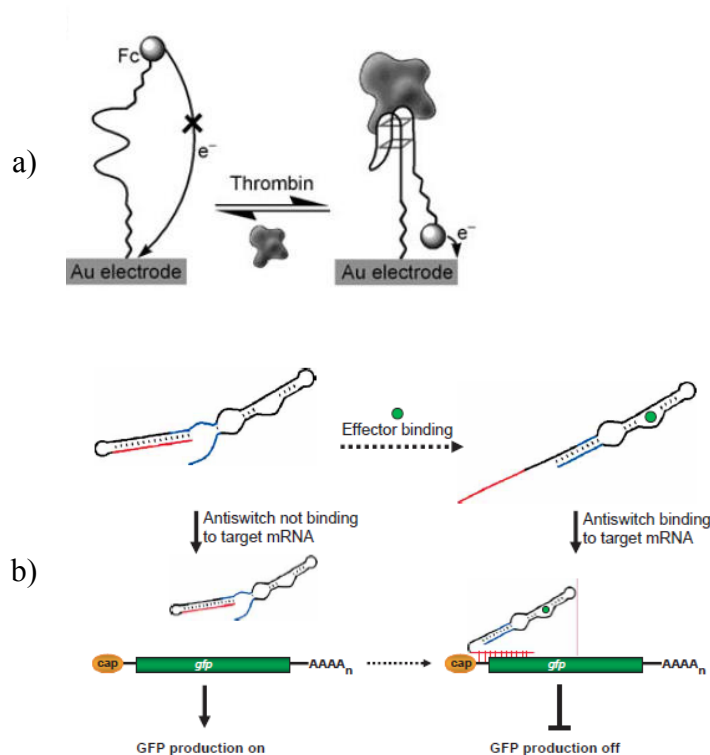 a)
Fc
e⁻
Thrombin
e⁻
Au electrode
Au electrode
Effector binding
Antiswitch not binding
to target mRNA
Antiswitch binding
to target mRNA
b)
cap
gfp
AAAAn
cap
gfp
AAAAn
GFP production on
GFP production off